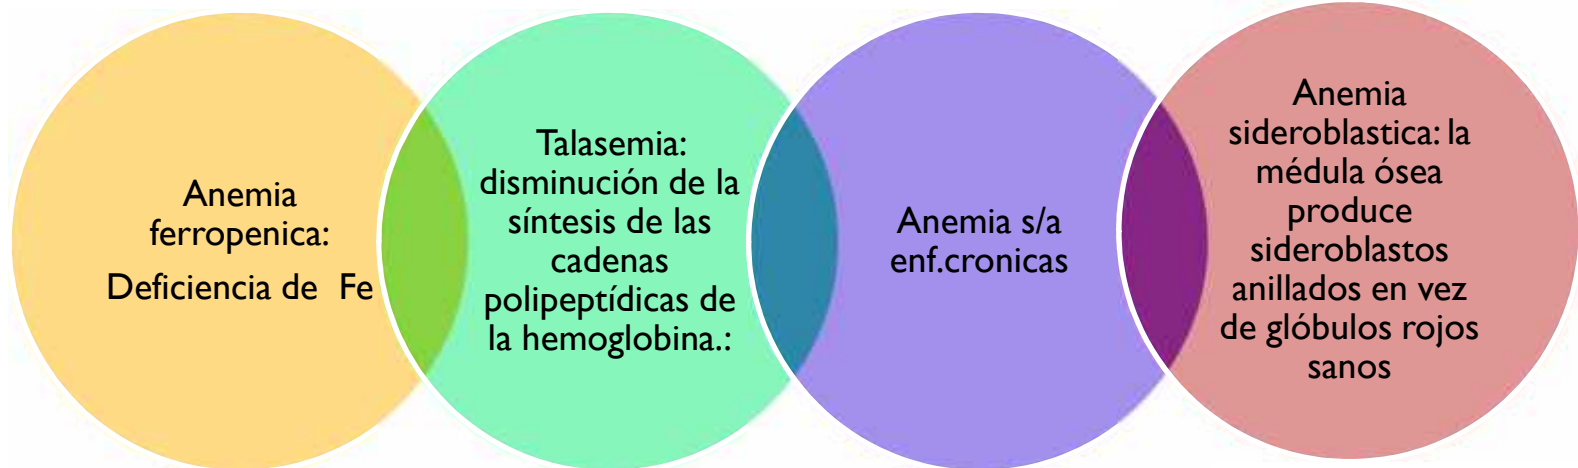 Anemia
ferropenica:
Deficiencia de Fe
Talasemia:
disminución de la
síntesis de las
cadenas
polipeptídicas de
la hemoglobina.:
Anemia s/a
enf.cronicas
Anemia
sideroblastica: la
médula ósea
produce
sideroblastos
anillados en vez
de glóbulos rojos
sanos